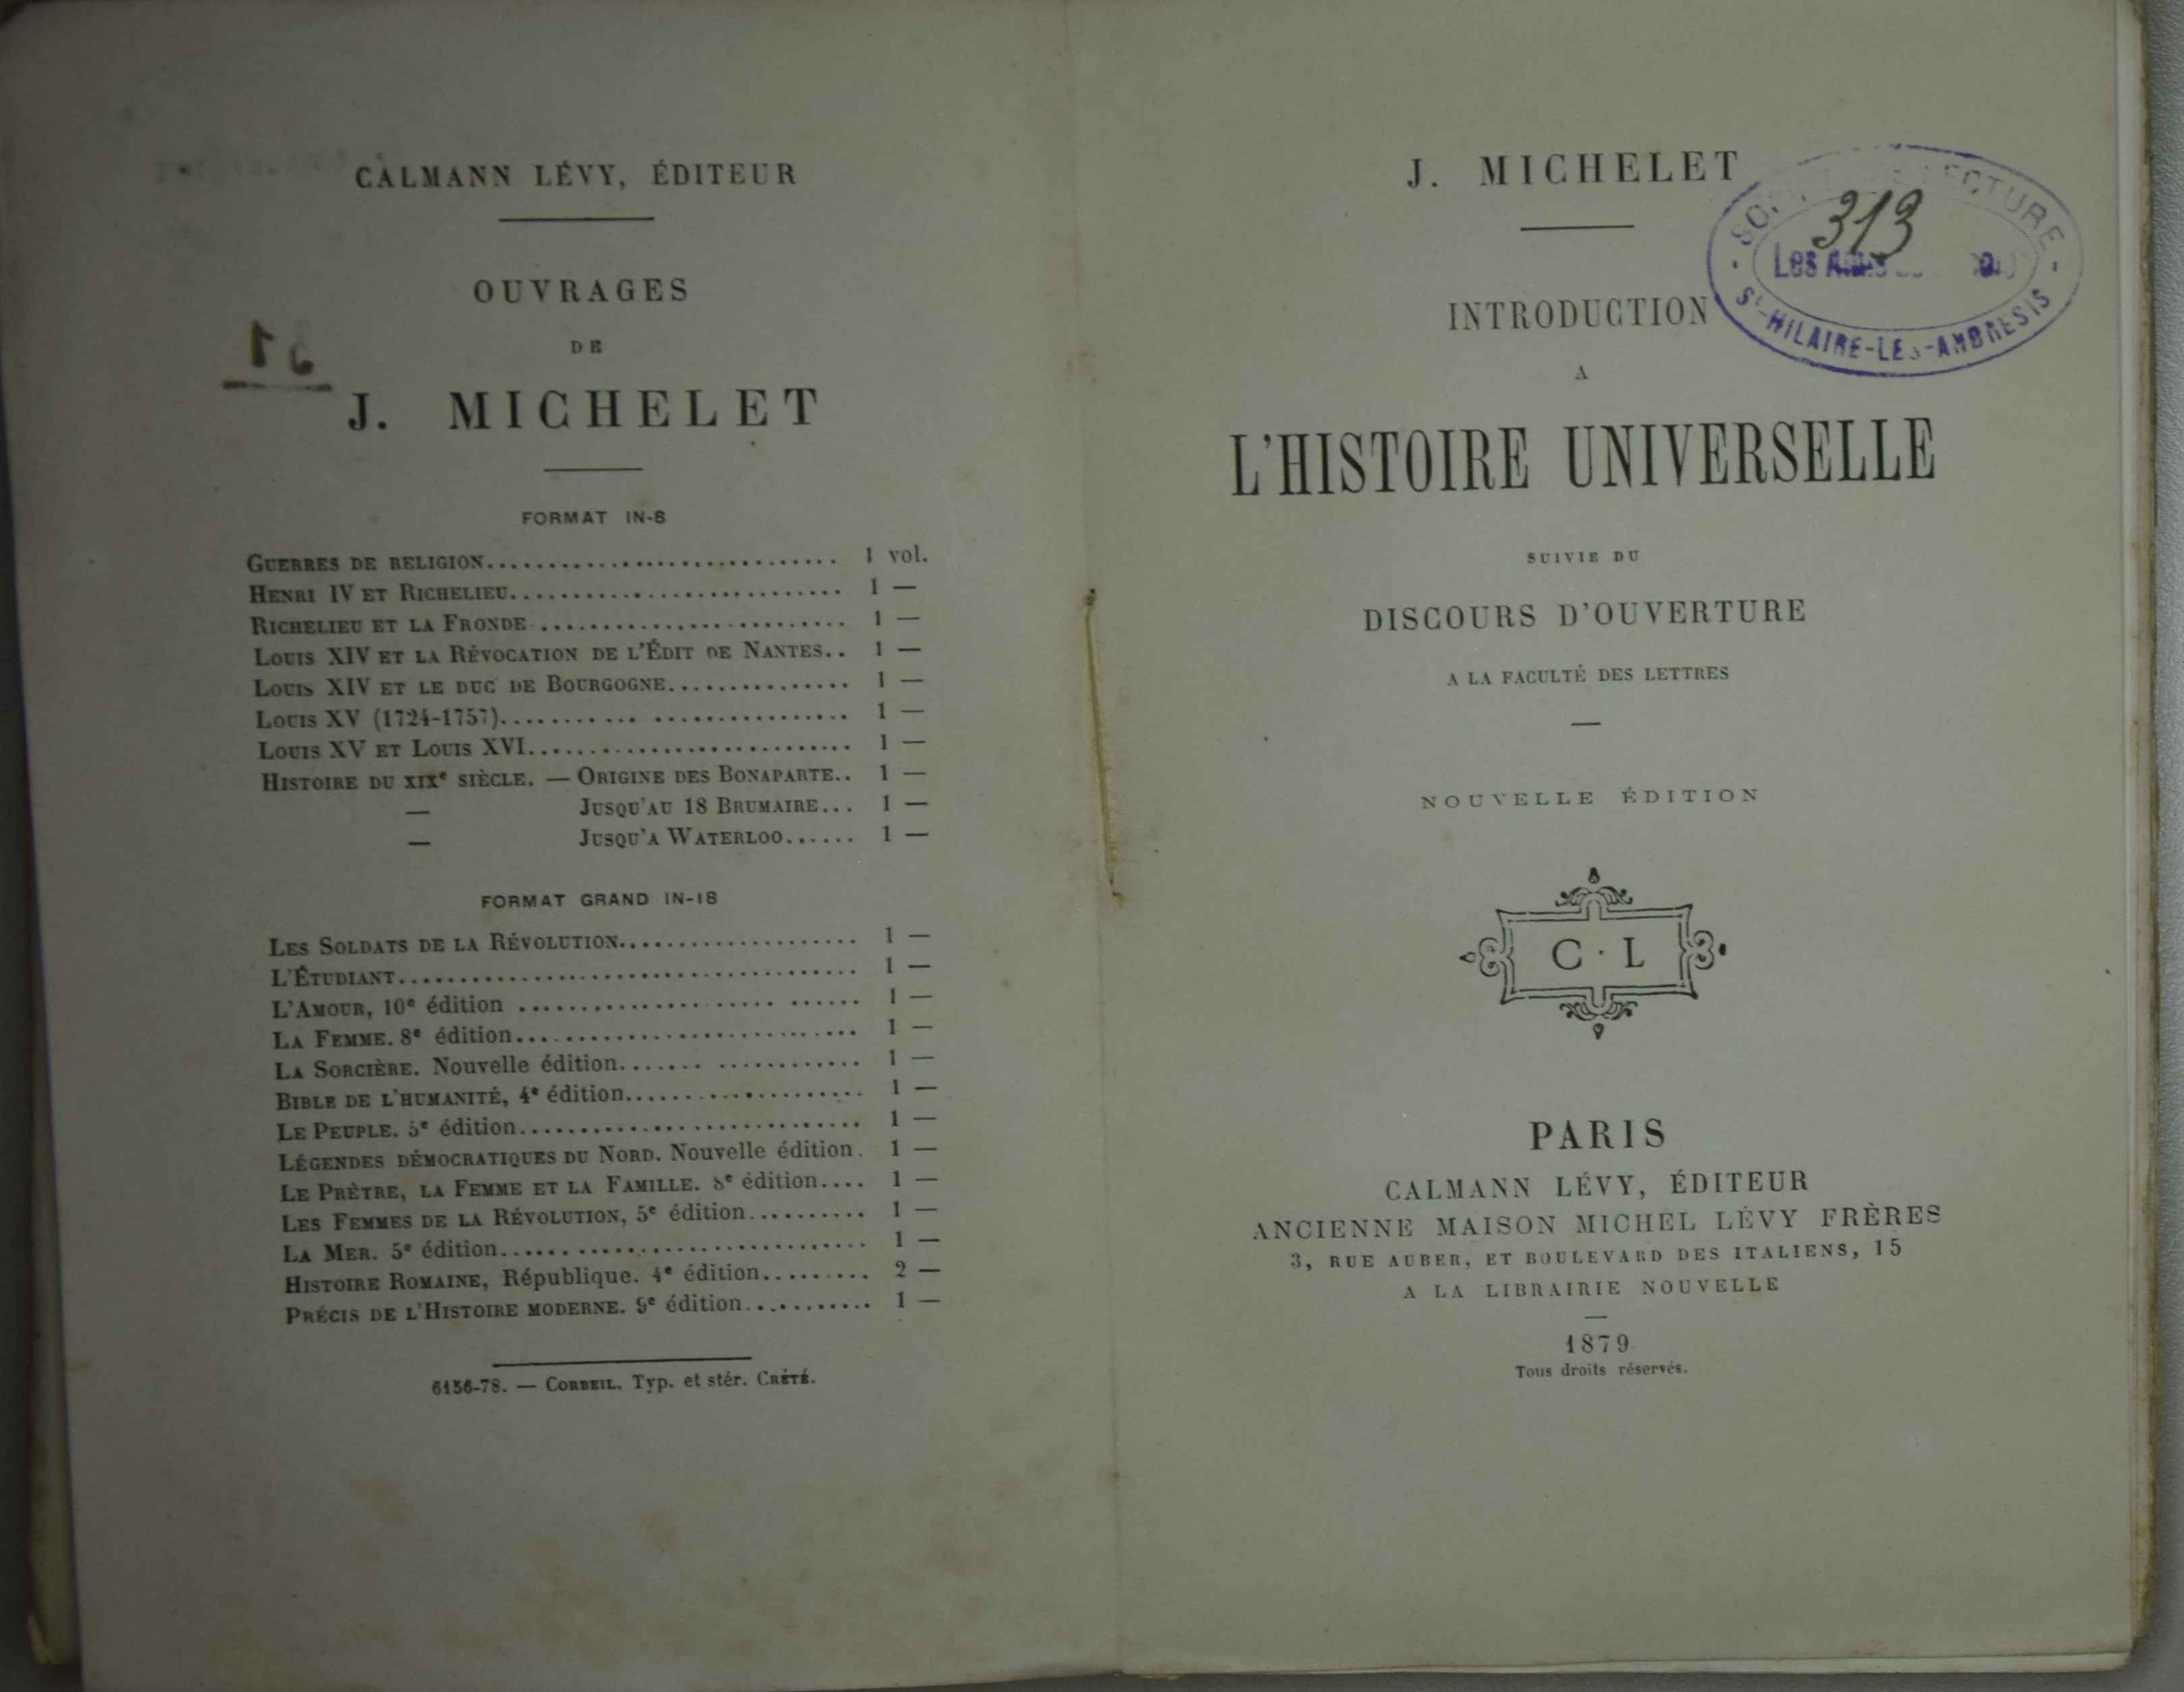 CALMANN LÉVY, ÉDITEUR
OUVRAGES
DE
J. MICHELET
FORMAT IN-8
GUERRES DE RELIGION.............................. 1 vol.
HENRI IV ET RICHELIEU............................ 1 —
RICHELIEU ET LA FRONDE.......................... 1 —
LOUIS XIV ET LA RÉVOCATION DE L'ÉDIT DE NANTES.. 1 —
LOUIS XIV ET LE DUC DE BOURGOGNE............... 1 —
LOUIS XV (1724-1757)........................... 1 —
LOUIS XV ET LOUIS XVI........................... 1 —
HISTOIRE DU XIXe SIÈCLE. — ORIGINE DES BONAPARTE.. 1 —
— JUSQU'AU 18 BRUMAIRE... 1 —
— JUSQU'A WATERLOO...... 1 —
FORMAT GRAND IN-18
LES SOLDATS DE LA RÉVOLUTION.................... 1 —
L'ÉTUDIANT...................................... 1 —
L'AMOUR, 10e édition ........................... 1 —
LA FEMME. 8e édition............................ 1 —
LA SORCIÈRE. Nouvelle édition................... 1 —
BIBLE DE L'HUMANITÉ, 4e édition.................... 1 —
LE PEUPLE. 5e édition............................ 1 —
LÉGENDES DÉMOCRATIQUES DU NORD. Nouvelle édition. 1 —
LE PRÊTRE, LA FEMME ET LA FAMILLE. 8e édition.... 1 —
LES FEMMES DE LA RÉVOLUTION, 5e édition.......... 1 —
LA MER. 5e édition............................... 1 —
HISTOIRE ROMAINE, République. 4e édition......... 2 —
PRÉCIS DE L'HISTOIRE MODERNE. 9e édition........... 1 —
6156-78. — CORBEIL. Typ. et stér. CRÉTÉ.
J. MICHELET
LECTURE
313
Les Amis
St-HILAIRE-LES-AMBRESIS
INTRODUCTION
A
L'HISTOIRE UNIVERSELLE
SUIVIE DU
DISCOURS D'OUVERTURE
A LA FACULTÉ DES LETTRES
NOUVELLE ÉDITION
C · L
PARIS
CALMANN LÉVY, ÉDITEUR
ANCIENNE MAISON MICHEL LÉVY FRÈRES
3, RUE AUBER, ET BOULEVARD DES ITALIENS, 15
A LA LIBRAIRIE NOUVELLE
1879
Tous droits réservés.